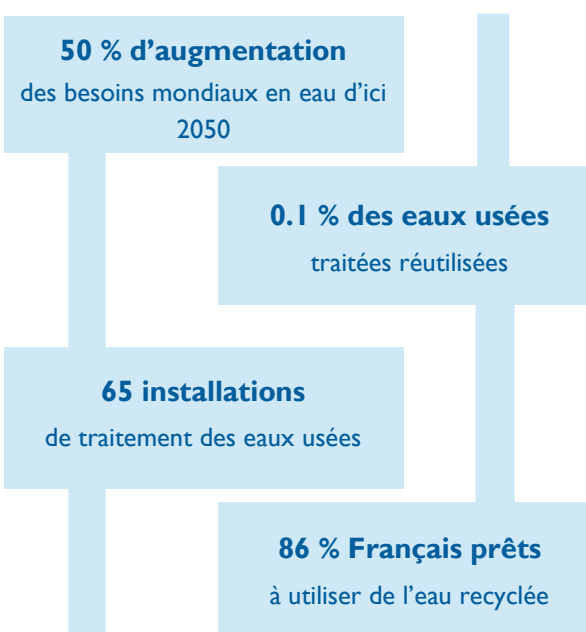 50 % d’augmentation
des besoins mondiaux en eau d’ici
2050
0.1 % des eaux usées
traitées réutilisées
65 installations
de traitement des eaux usées
86 % Français prêts
à utiliser de l’eau recyclée